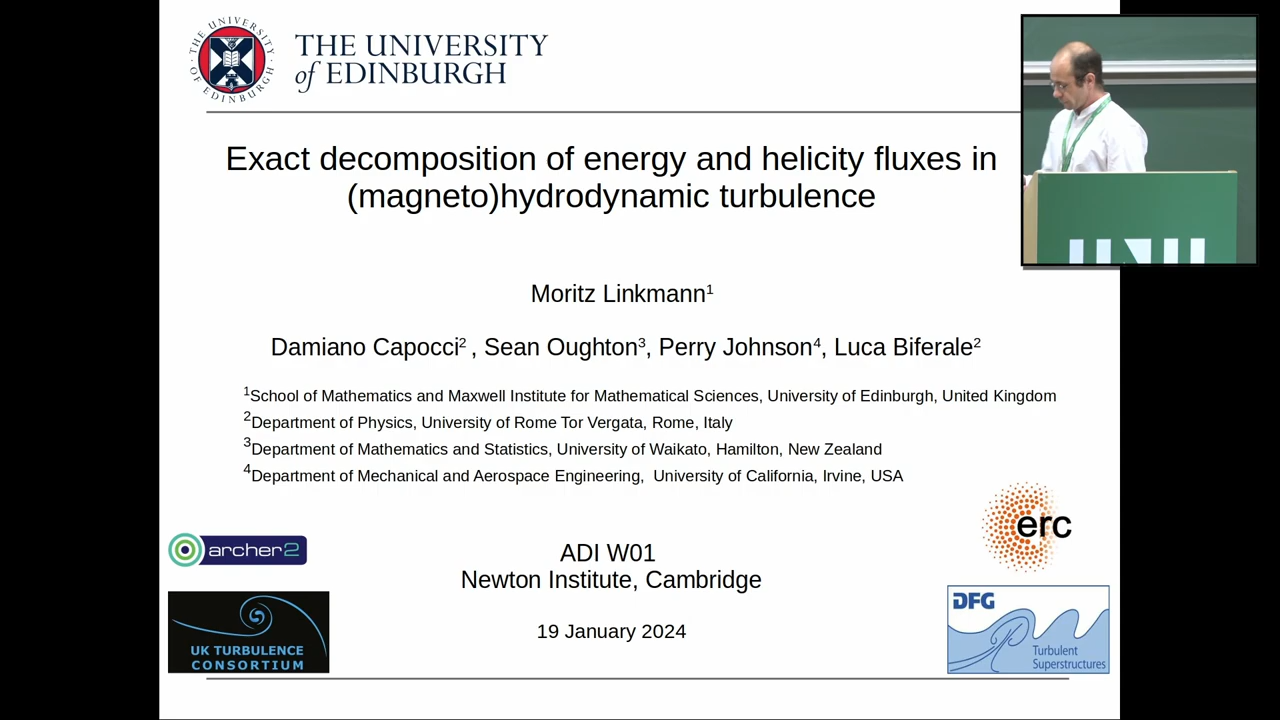 THE UNIVERSITY
of EDINBURGH
THE UNIVERSITY OF EDINBURGH
Exact decomposition of energy and helicity fluxes in
(magneto)hydrodynamic turbulence
Moritz Linkmann¹
Damiano Capocci² , Sean Oughton³, Perry Johnson⁴, Luca Biferale²
¹School of Mathematics and Maxwell Institute for Mathematical Sciences, University of Edinburgh, United Kingdom
²Department of Physics, University of Rome Tor Vergata, Rome, Italy
³Department of Mathematics and Statistics, University of Waikato, Hamilton, New Zealand
⁴Department of Mechanical and Aerospace Engineering, University of California, Irvine, USA
archer2
erc
ADI W01
Newton Institute, Cambridge
19 January 2024
UK TURBULENCE
CONSORTIUM
DFG
Turbulent
Superstructures